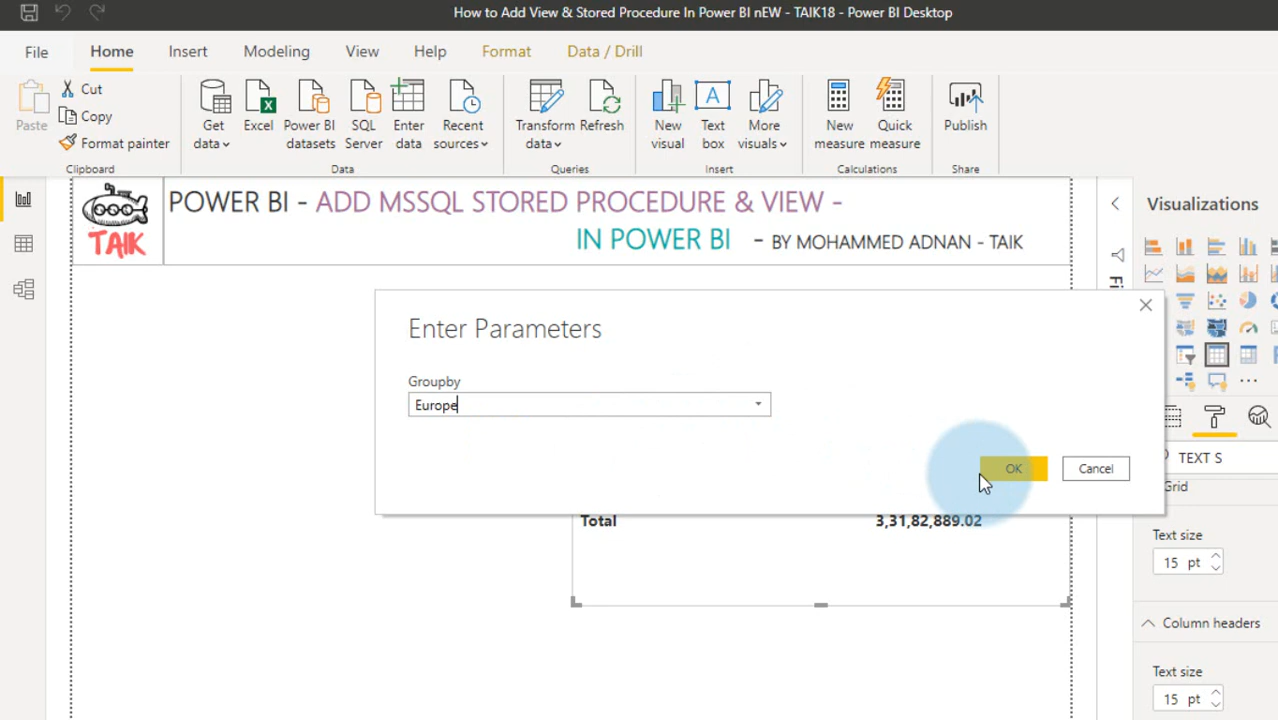 How to Add View & Stored Procedure In Power BI nEW - TAIK18 - Power BI Desktop
File Home Insert Modeling View Help Format Data / Drill
Paste
Cut
Copy
Format painter
Clipboard
Get data
Excel
Power BI datasets
SQL Server
Enter data
Recent sources
Data
Transform data
Refresh
Queries
New visual
Text box
More visuals
Insert
New measure
Quick measure
Calculations
Publish
Share
TAIK
POWER BI - ADD MSSQL STORED PROCEDURE & VIEW -
IN POWER BI - BY MOHAMMED ADNAN - TAIK
Visualizations
Fi
Enter Parameters
Groupby
Europe
OK Cancel
Total 3,31,82,889.02
TEXT S
Grid
Text size
15 pt
Column headers
Text size
15 pt